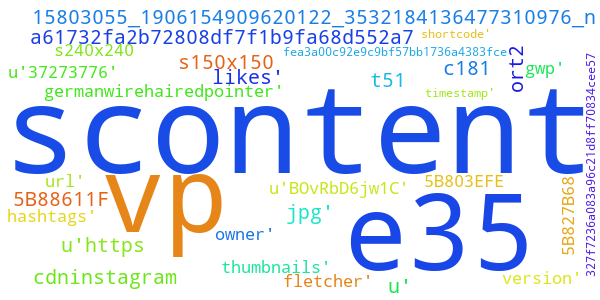 15803055_1906154909620122_3532184136477310976_n
a61732fa2b72808df7f1b9fa68d552a7
shortcode'
s240x240
s150x150
fea3a00c92e9c9bf57bb1736a4383fce
ort2
u'37273776'
likes'
t51
c181
gwp'
germanwirehairedpointer'
timestamp'
scontent
327f7236a083a96c21d8ff70834cee57
vp
e35
url'
u'BOvRbD6jw1C'
5B803EFE
5B827B68
5B88611F
hashtags'
jpg'
owner'
u'https
thumbnails'
cdninstagram
fletcher'
u'
version'